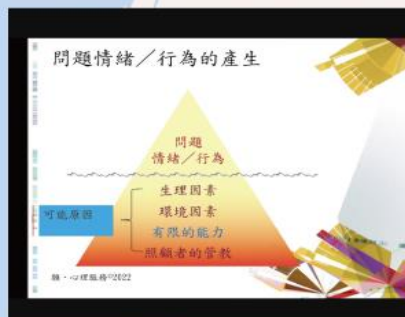 問題情緒／行為的產生
問題
情緒／行為
生理因素
環境因素
可能原因
有限的能力
照顧者的管教